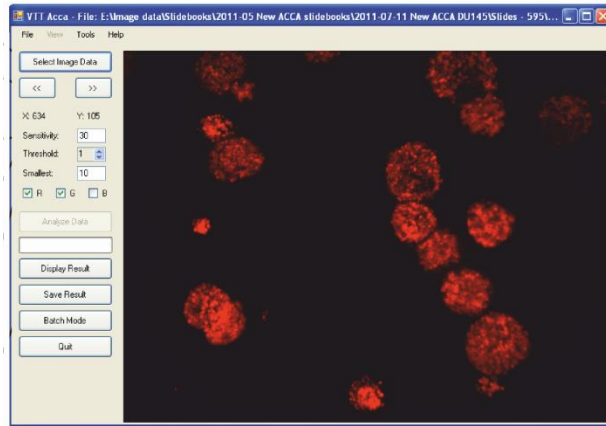 VTT Acca - File: E:\Image data\Slidebooks\2011-05 New ACCA slidebooks\2011-07-11 New ACCA DU145\Slides - 595\...
File View Tools Help
Select Image Data
<< >>
X: 634 Y: 105
Sensitivity: 30
Threshold: 1
Smallest: 10
R G B
Analyze Data
Display Result
Save Result
Batch Mode
Quit